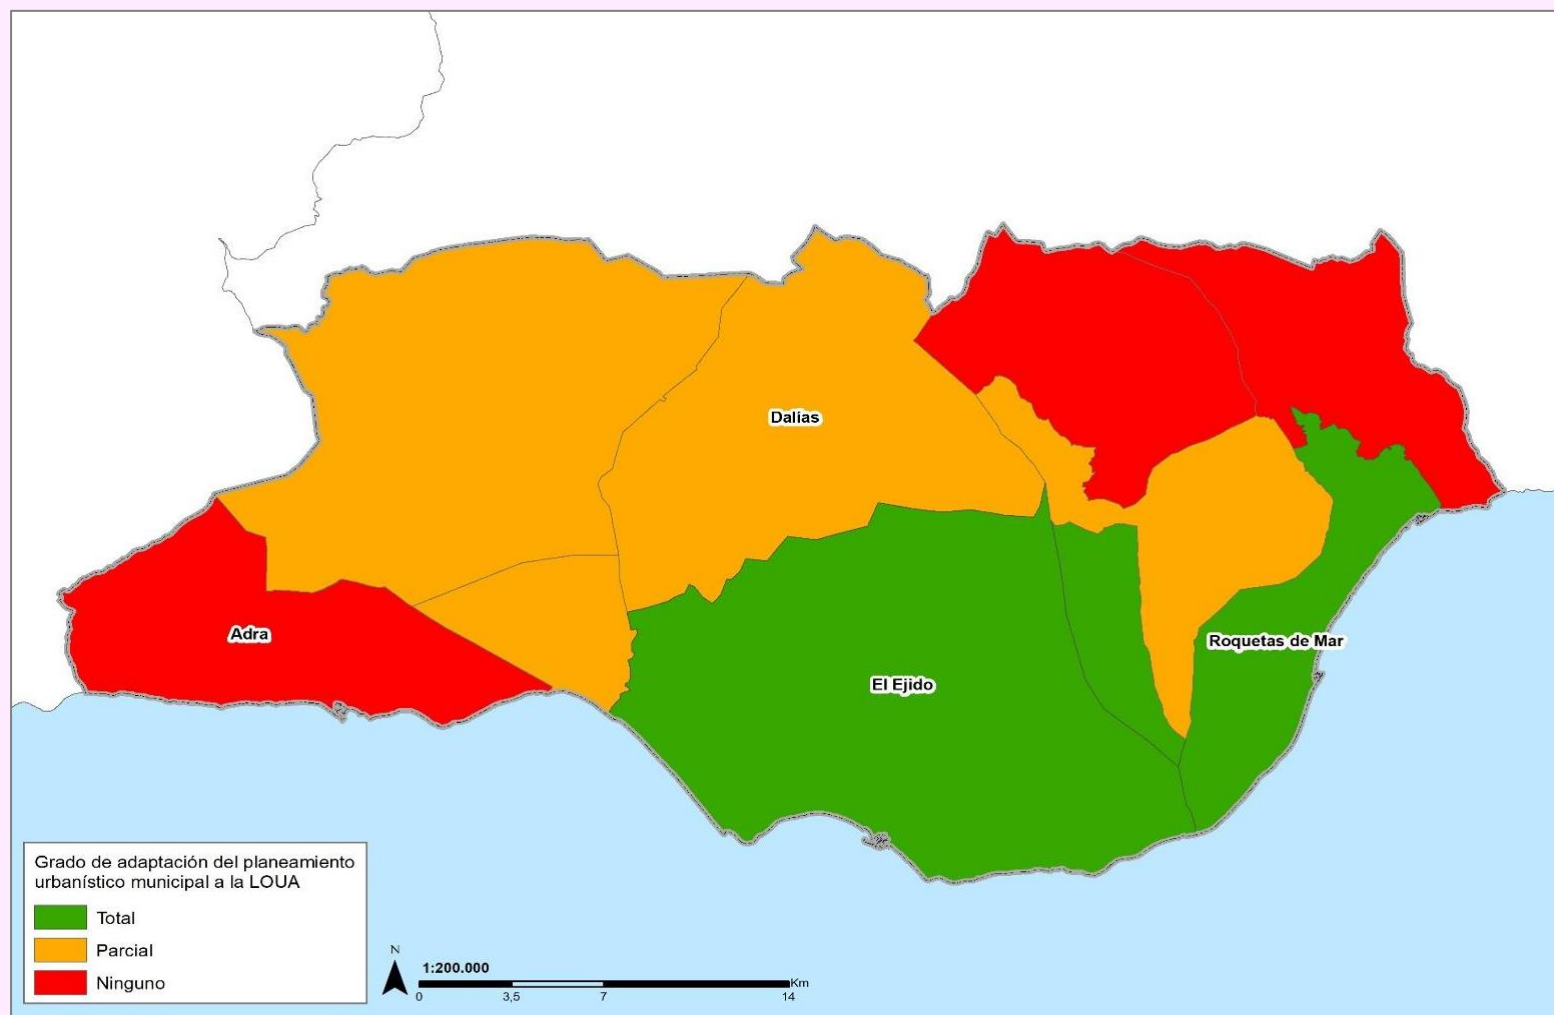 Dalias
Adra
Roquetas de Mar
El Ejido
Grado de adaptación del planeamiento
urbanístico municipal a la LOUA
Total
Parcial
Ninguno
N
1:200.000
Km
0 3,5 7 14